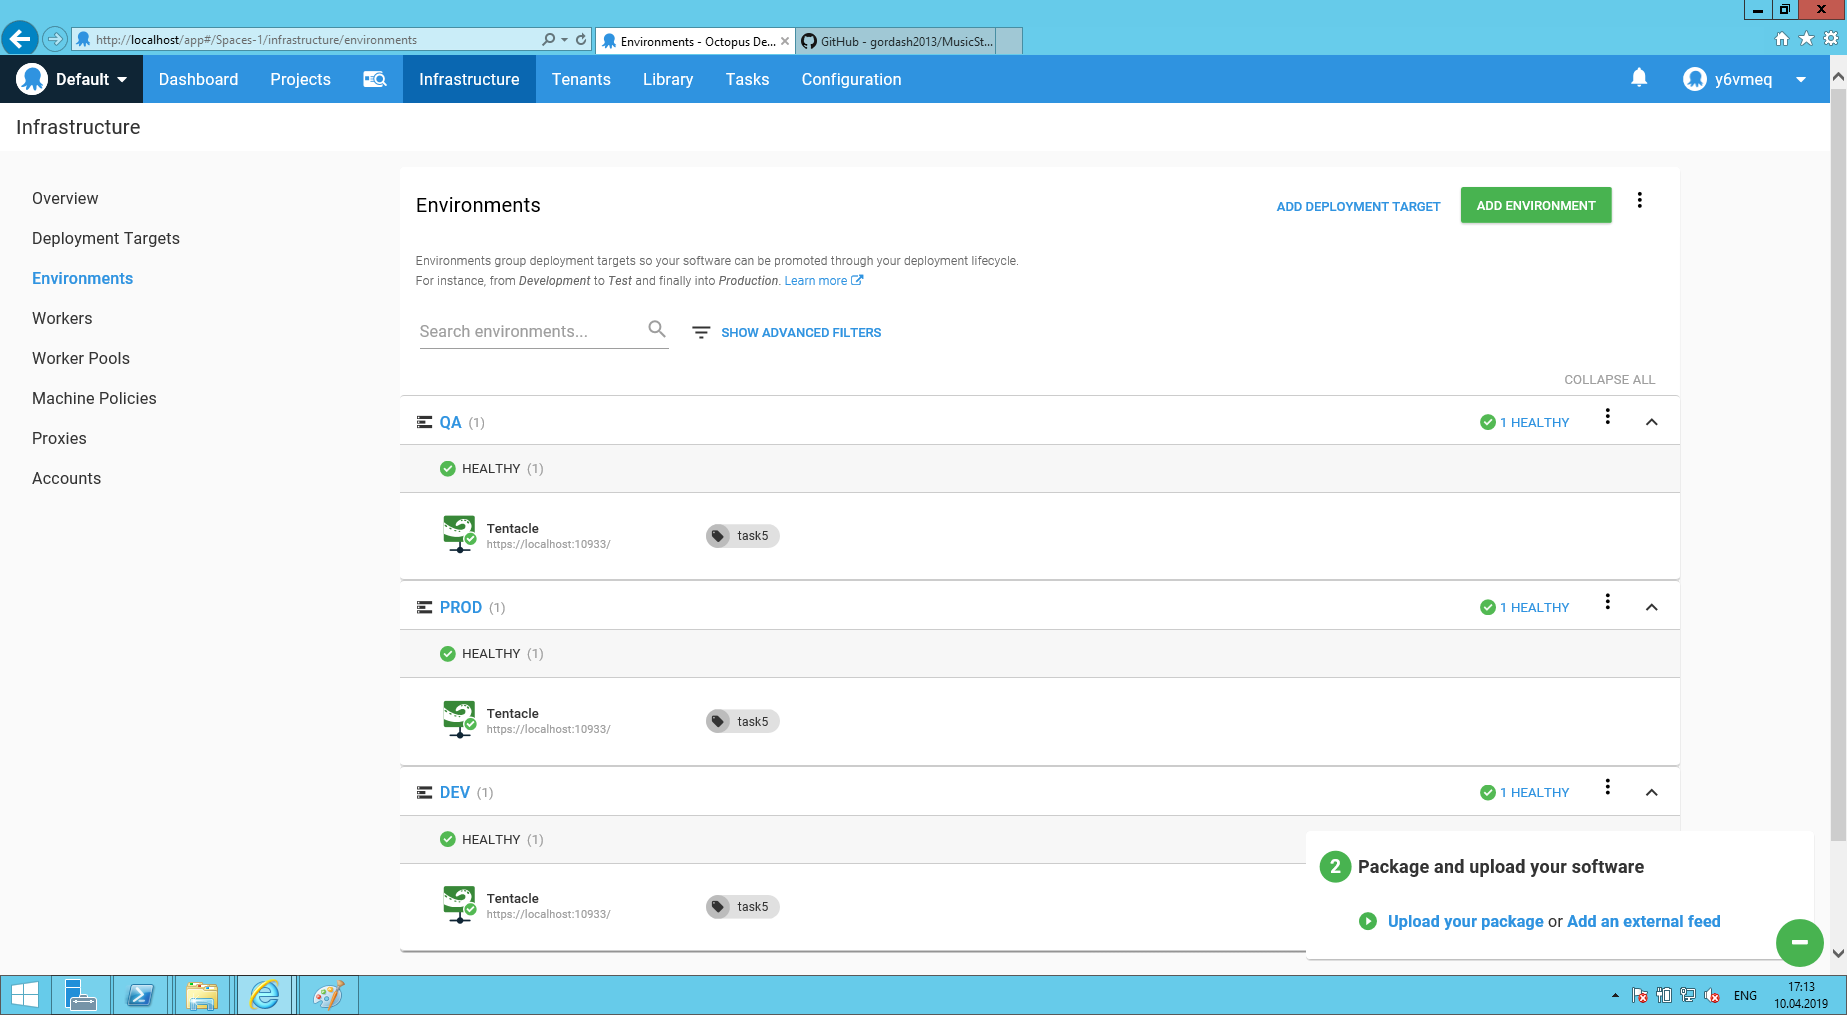 http://localhost/app#/Spaces-1/infrastructure/environments
Environments - Octopus De...
GitHub - gordash2013/MusicSt...
Default
Dashboard
Projects
Infrastructure
Tenants
Library
Tasks
Configuration
y6vmeq
Infrastructure
Overview
Deployment Targets
Environments
Workers
Worker Pools
Machine Policies
Proxies
Accounts
Environments
ADD DEPLOYMENT TARGET
ADD ENVIRONMENT
Environments group deployment targets so your software can be promoted through your deployment lifecycle.
For instance, from Development to Test and finally into Production. Learn more
Search environments...
SHOW ADVANCED FILTERS
COLLAPSE ALL
QA (1)
1 HEALTHY
HEALTHY (1)
Tentacle
https://localhost:10933/
task5
PROD (1)
1 HEALTHY
HEALTHY (1)
Tentacle
https://localhost:10933/
task5
DEV (1)
1 HEALTHY
HEALTHY (1)
Tentacle
https://localhost:10933/
task5
2 Package and upload your software
Upload your package or Add an external feed
ENG
17:13
10.04.2019